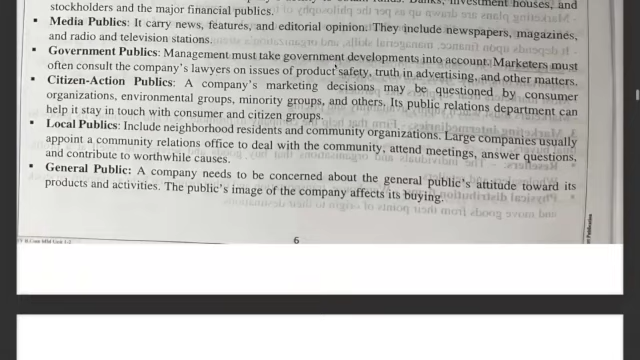 stockholders and the major financial publics.
▪ Media Publics: It carry news, features, and editorial opinion. They include newspapers, magazines,
and radio and television stations.
▪ Government Publics: Management must take government developments into account. Marketers must
often consult the company's lawyers on issues of product safety, truth in advertising, and other matters.
▪ Citizen-Action Publics: A company's marketing decisions may be questioned by consumer
organizations, environmental groups, minority groups, and others. Its public relations department can
help it stay in touch with consumer and citizen groups.
▪ Local Publics: Include neighborhood residents and community organizations. Large companies usually
appoint a community relations office to deal with the community, attend meetings, answer questions,
and contribute to worthwhile causes.
▪ General Public: A company needs to be concerned about the general public's attitude toward its
products and activities. The public's image of the company affects its buying.
6